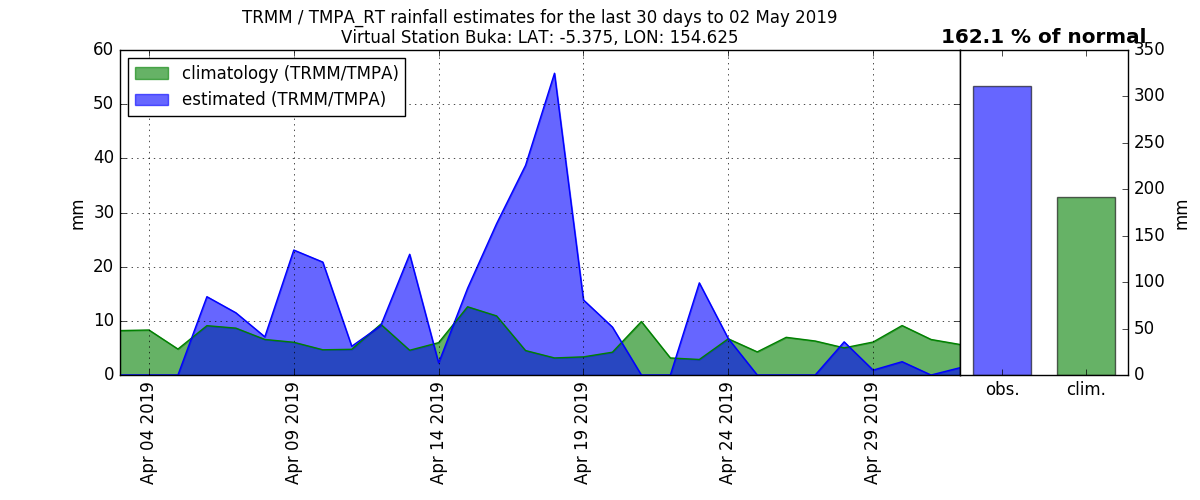 TRMM / TMPA_RT rainfall estimates for the last 30 days to 02 May 2019
Virtual Station Buka: LAT: -5.375, LON: 154.625
162.1 % of normal
climatology (TRMM/TMPA)
estimated (TRMM/TMPA)
60
50
40
30
20
10
0
mm
Apr 04 2019
Apr 09 2019
Apr 14 2019
Apr 19 2019
Apr 24 2019
Apr 29 2019
350
300
250
200
150
100
50
0
mm
obs.
clim.